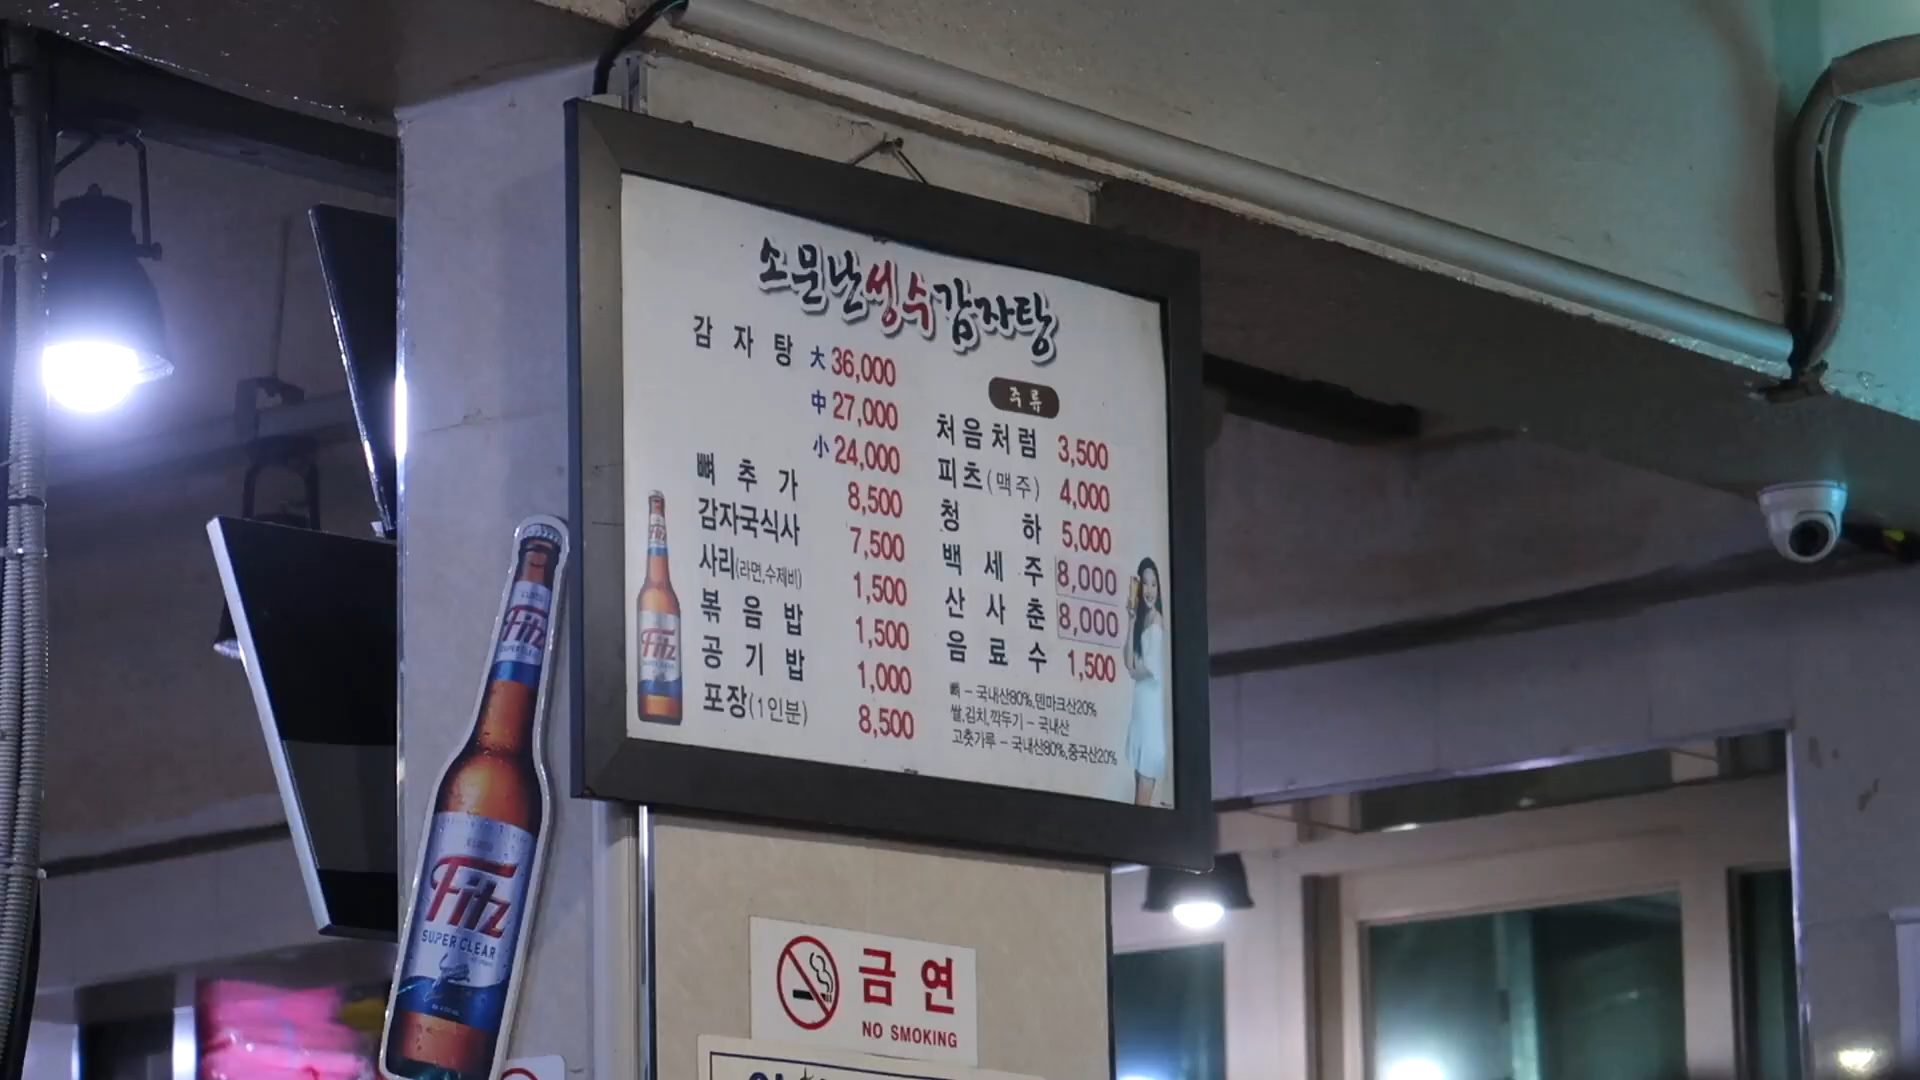 소문난씽수감자탕
감자탕 大 36,000
中 27,000
小 24,000
뼈추가 8,500
감자국식사 7,500
사리(라면,수제비) 1,500
볶음밥 1,500
공기밥 1,000
포장(1인분) 8,500
주류
처음처럼 3,500
피츠(맥주) 4,000
청하 5,000
백세주 8,000
산사춘 8,000
음료수 1,500
뼈 - 국내산80%,덴마크산20%
쌀,김치,깍두기 - 국내산
고춧가루 - 국내산80%,중국산20%
Fitz
Fitz
Fitz
SUPER CLEAR
금연
NO SMOKING